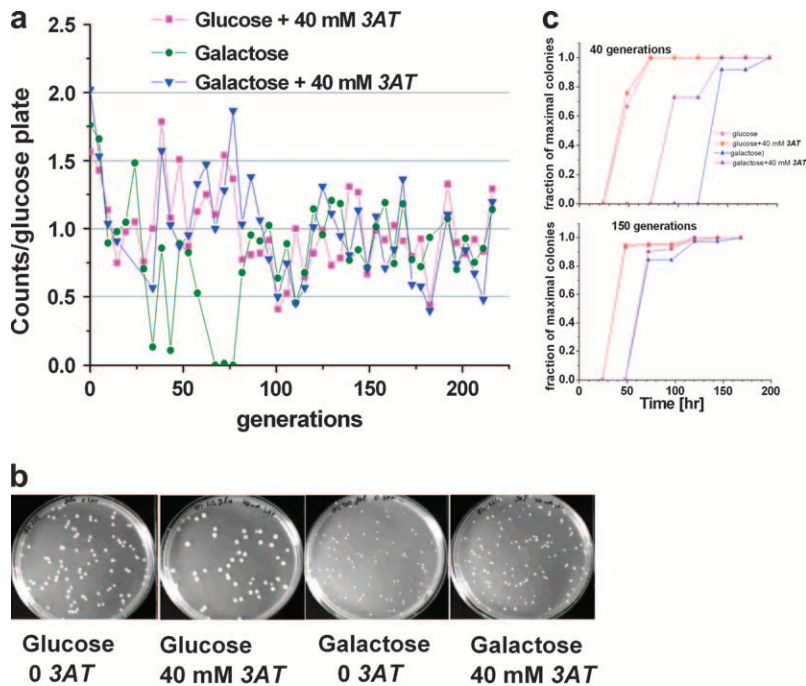 a
Glucose + 40 mM 3AT
Galactose
Galactose + 40 mM 3AT
Counts/glucose plate
2.5
2.0
1.5
1.0
0.5
0.0
0
50
100
150
200
generations
c
40 generations
fraction of maximal colonies
1.0
0.8
0.6
0.4
0.2
0.0
glucose
glucose+40 mM 3AT
galactose)
galactose+40 mM 3AT
150 generations
fraction of maximal colonies
1.0
0.8
0.6
0.4
0.2
0.0
0
50
100
150
200
Time [hr]
b
Glucose
0 3AT
Glucose
40 mM 3AT
Galactose
0 3AT
Galactose
40 mM 3AT